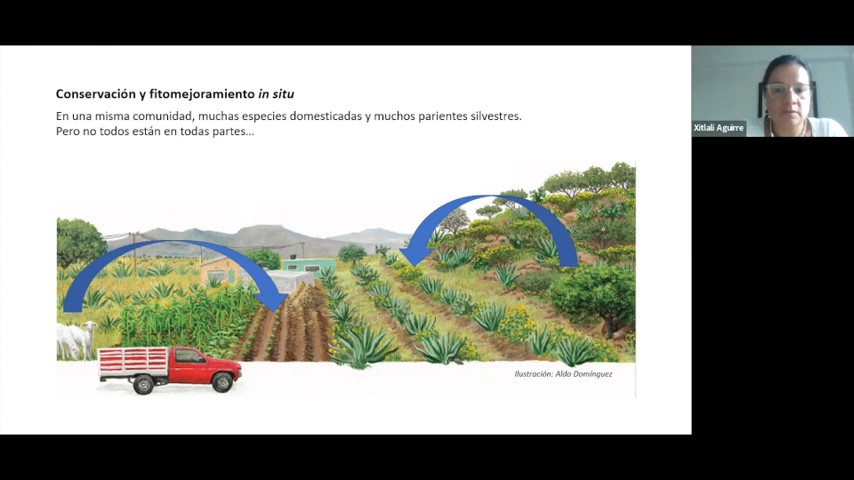 Conservación y fitomejoramiento in situ
En una misma comunidad, muchas especies domesticadas y muchos parientes silvestres.
Pero no todos están en todas partes...
Ilustración: Aldo Domínguez
Xitlali Aguirre